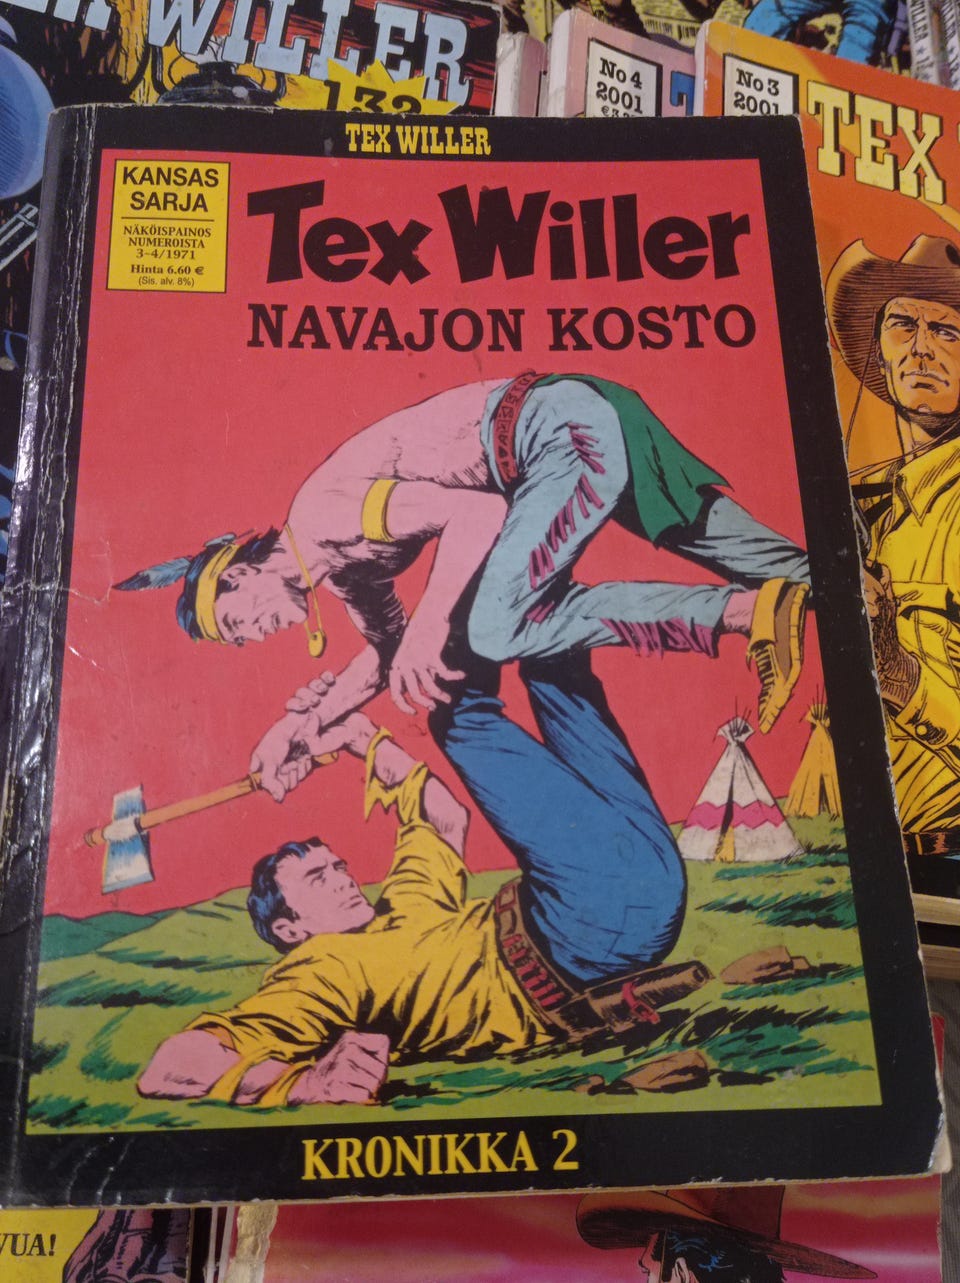 WILLER
132
No 4
2001
No 3
2001
TEX
TEX WILLER
KANSAS
SARJA
NÄKÖISPAINOS
NUMEROISTA
3-4/1971
Hinta 6.60 €
(Sis. alv. 8%)
Tex Willer
NAVAJON KOSTO
KRONIKKA 2
VUA!